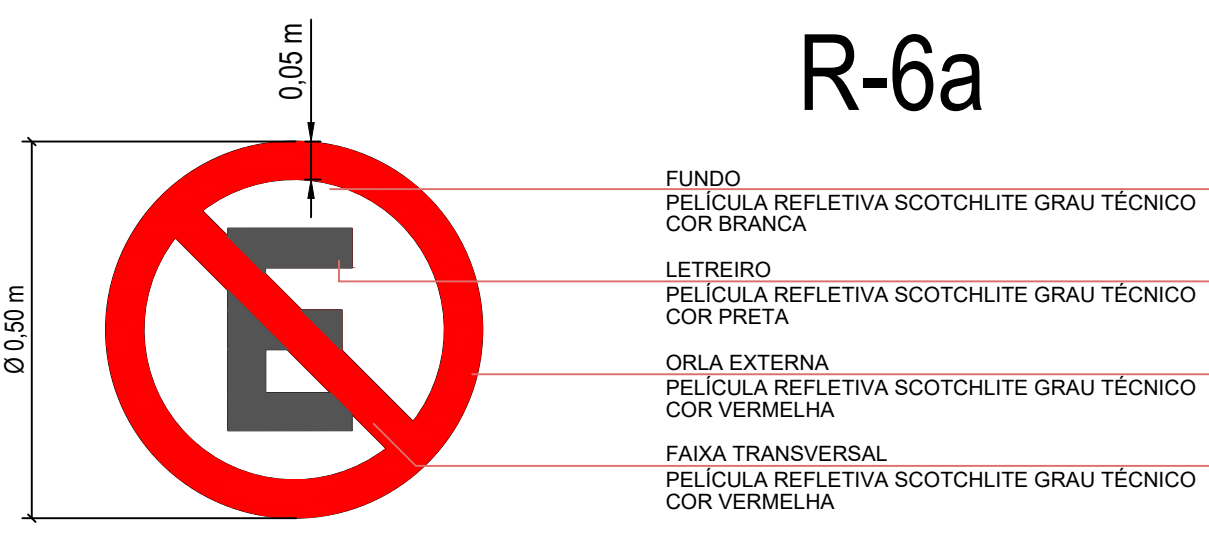 0,05 m
R-6a
Ø 0,50 m
E
FUNDO
PELÍCULA REFLETIVA SCOTCHLITE GRAU TÉCNICO
COR BRANCA
LETREIRO
PELÍCULA REFLETIVA SCOTCHLITE GRAU TÉCNICO
COR PRETA
ORLA EXTERNA
PELÍCULA REFLETIVA SCOTCHLITE GRAU TÉCNICO
COR VERMELHA
FAIXA TRANSVERSAL
PELÍCULA REFLETIVA SCOTCHLITE GRAU TÉCNICO
COR VERMELHA